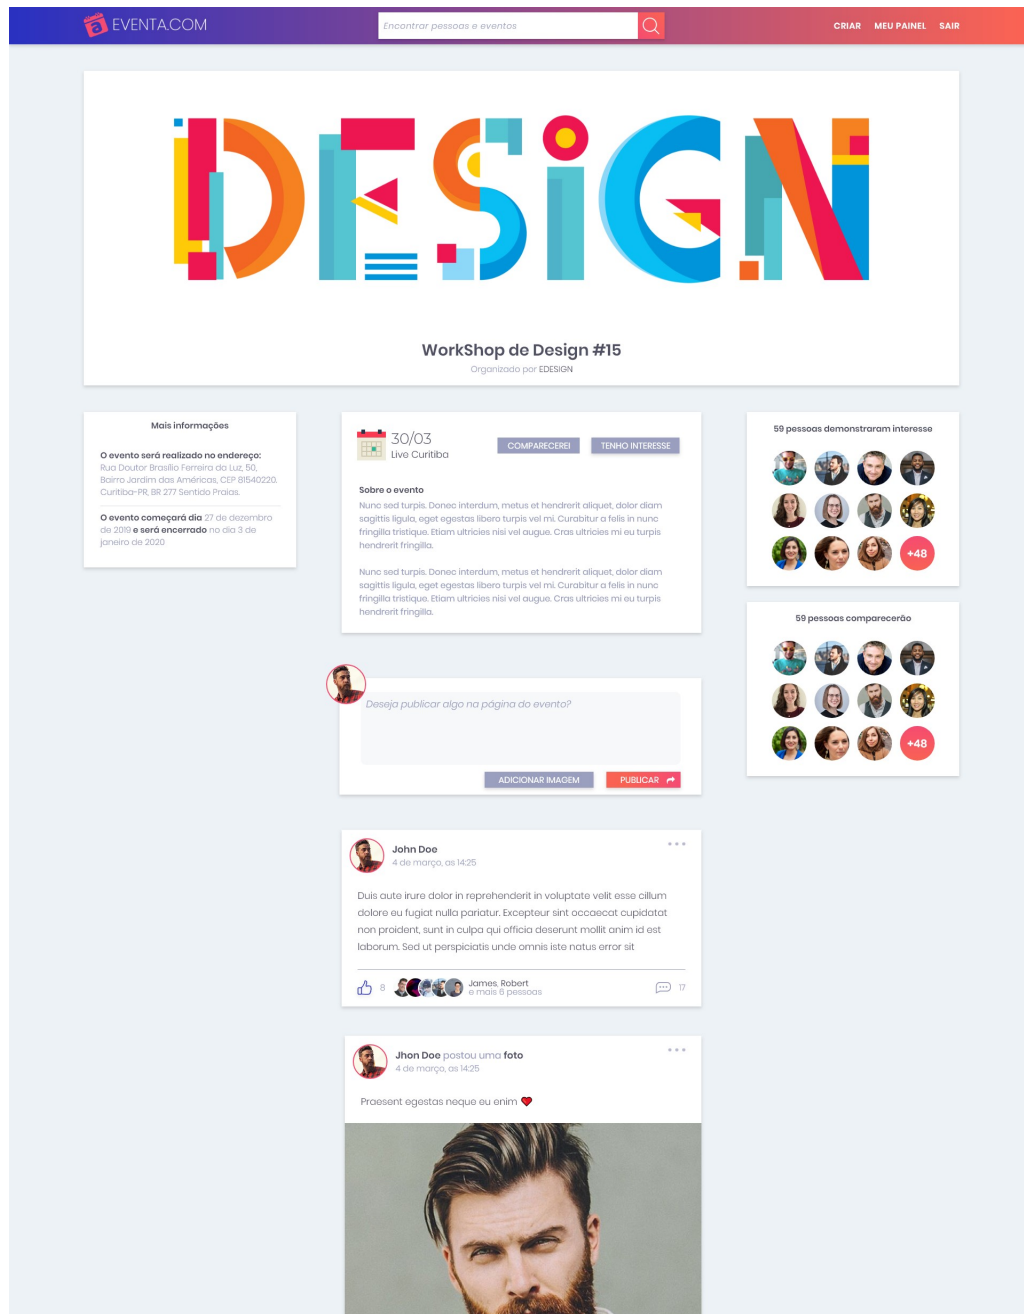 EVENTA.COM
Encontrar pessoas e eventos
CRIAR MEU PAINEL SAIR
DESiGN
WorkShop de Design #15
Organizado por EDESIGN
Mais informações
O evento será realizado no endereço:
Rua Doutor Brasílio Ferreira da Luz, 50,
Bairro Jardim das Américas, CEP 81540220.
Curitiba-PR, BR 277 Sentido Praias.
O evento começará dia 27 de dezembro
de 2019 e será encerrado no dia 3 de
janeiro de 2020
30/03
Live Curitiba
COMPARECEREI TENHO INTERESSE
Sobre o evento
Nunc sed turpis. Donec interdum, metus et hendrerit aliquet, dolor diam
sagittis ligula, eget egestas libero turpis vel mi. Curabitur a felis in nunc
fringilla tristique. Etiam ultricies nisi vel augue. Cras ultricies mi eu turpis
hendrerit fringilla.
Nunc sed turpis. Donec interdum, metus et hendrerit aliquet, dolor diam
sagittis ligula, eget egestas libero turpis vel mi. Curabitur a felis in nunc
fringilla tristique. Etiam ultricies nisi vel augue. Cras ultricies mi eu turpis
hendrerit fringilla.
59 pessoas demonstraram interesse
+48
59 pessoas comparecerão
+48
Deseja publicar algo na página do evento?
ADICIONAR IMAGEM PUBLICAR
John Doe
4 de março, as 14:25
Duis aute irure dolor in reprehenderit in voluptate velit esse cillum
dolore eu fugiat nulla pariatur. Excepteur sint occaecat cupidatat
non proident, sunt in culpa qui officia deserunt mollit anim id est
laborum. Sed ut perspiciatis unde omnis iste natus error sit
8 James, Robert
e mais 6 pessoas
17
Jhon Doe postou uma foto
4 de março, as 14:25
Praesent egestas neque eu enim